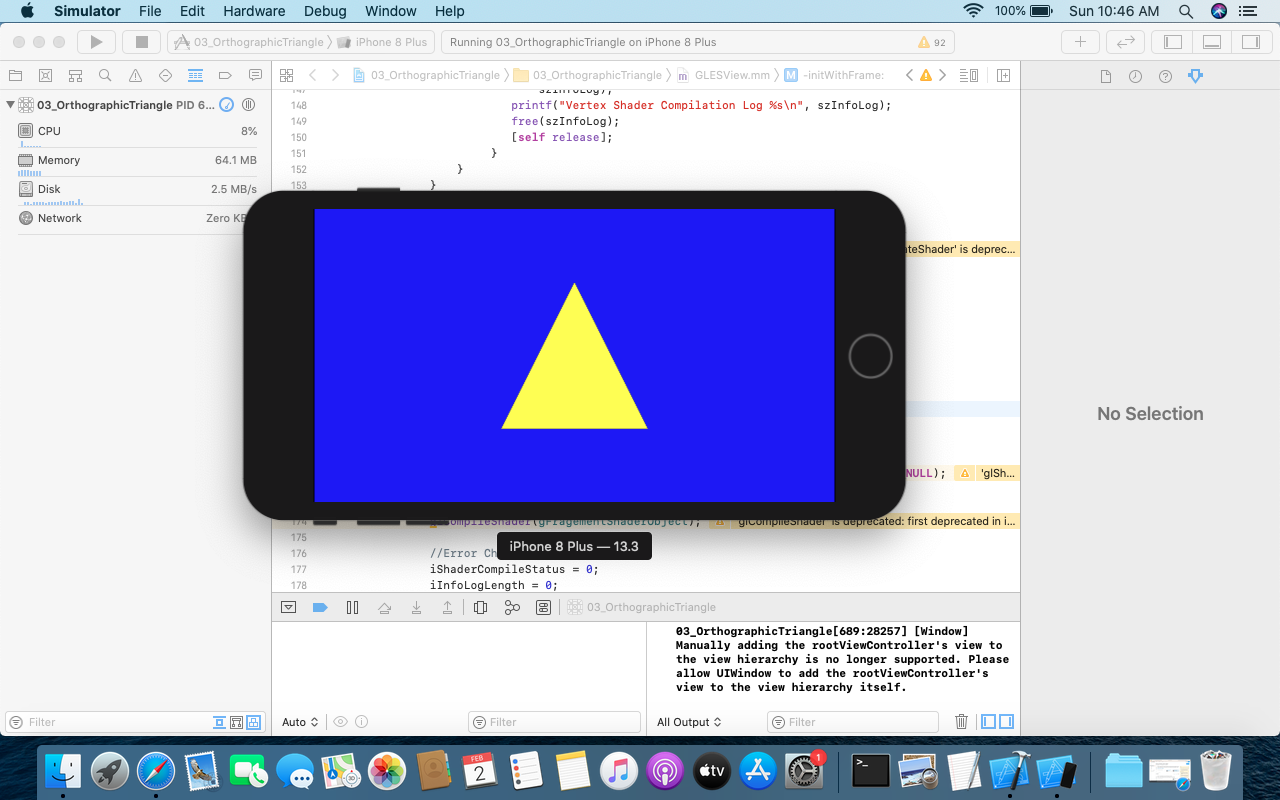 Simulator File Edit Hardware Debug Window Help 100% Sun 10:46 AM
03_OrthographicTriangle iPhone 8 Plus Running 03_OrthographicTriangle on iPhone 8 Plus 92
03_OrthographicTriangle 03_OrthographicTriangle GLESView.mm M -initWithFrame:
03_OrthographicTriangle PID 6...
CPU 8%
Memory 64.1 MB
Disk 2.5 MB/s
Network Zero
148 printf("Vertex Shader Compilation Log %s\n", szInfoLog);
149 free(szInfoLog);
150 [self release];
151 }
152 }
153 }
ateShader' is deprec...
NULL); 'glSh...
CompileShader(gFragementShaderObject); 'glCompileShader' is deprecated: first deprecated in i...
175
176 //Error Ch
177 iShaderCompileStatus = 0;
178 iInfoLogLength = 0;
iPhone 8 Plus — 13.3
No Selection
03_OrthographicTriangle
03_OrthographicTriangle[689:28257] [Window]
Manually adding the rootViewController's view to
the view hierarchy is no longer supported. Please
allow UIWindow to add the rootViewController's
view to the view hierarchy itself.
Filter
Auto
Filter
All Output
Filter
FEB
2
tv
1
>_